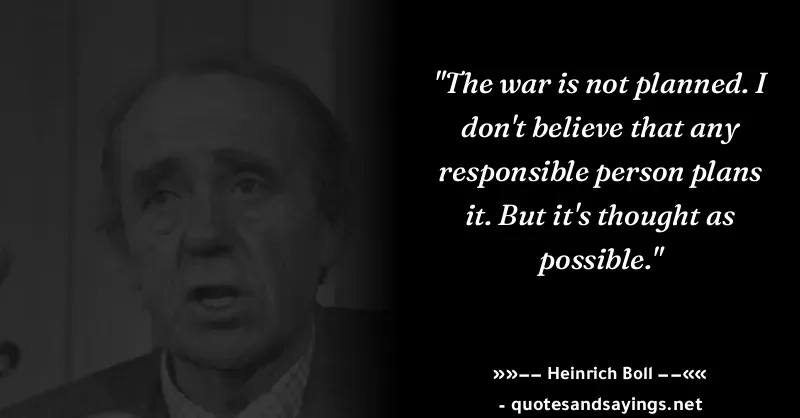 "The war is not planned. I
don't believe that any
responsible person plans
it. But it's thought as
possible."
»»−− Heinrich Boll −−««
- quotesandsayings.net